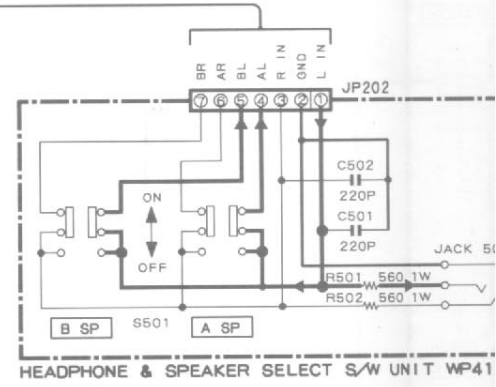 BR AR BL AL R IN GND L IN
JP202
7 6 5 4 3 2 1
C502
220P
ON
C501
220P
OFF
JACK
R501 560 1W
R502 560 1W
B SP
S501
A SP
HEADPHONE & SPEAKER SELECT S/W UNIT WP41